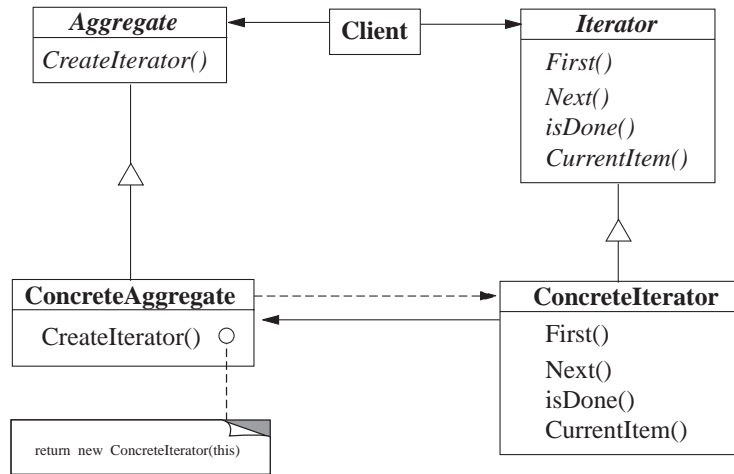 Aggregate
CreateIterator()
Client
Iterator
First()
Next()
isDone()
CurrentItem()
ConcreteAggregate
CreateIterator()
return new ConcreteIterator(this)
ConcreteIterator
First()
Next()
isDone()
CurrentItem()